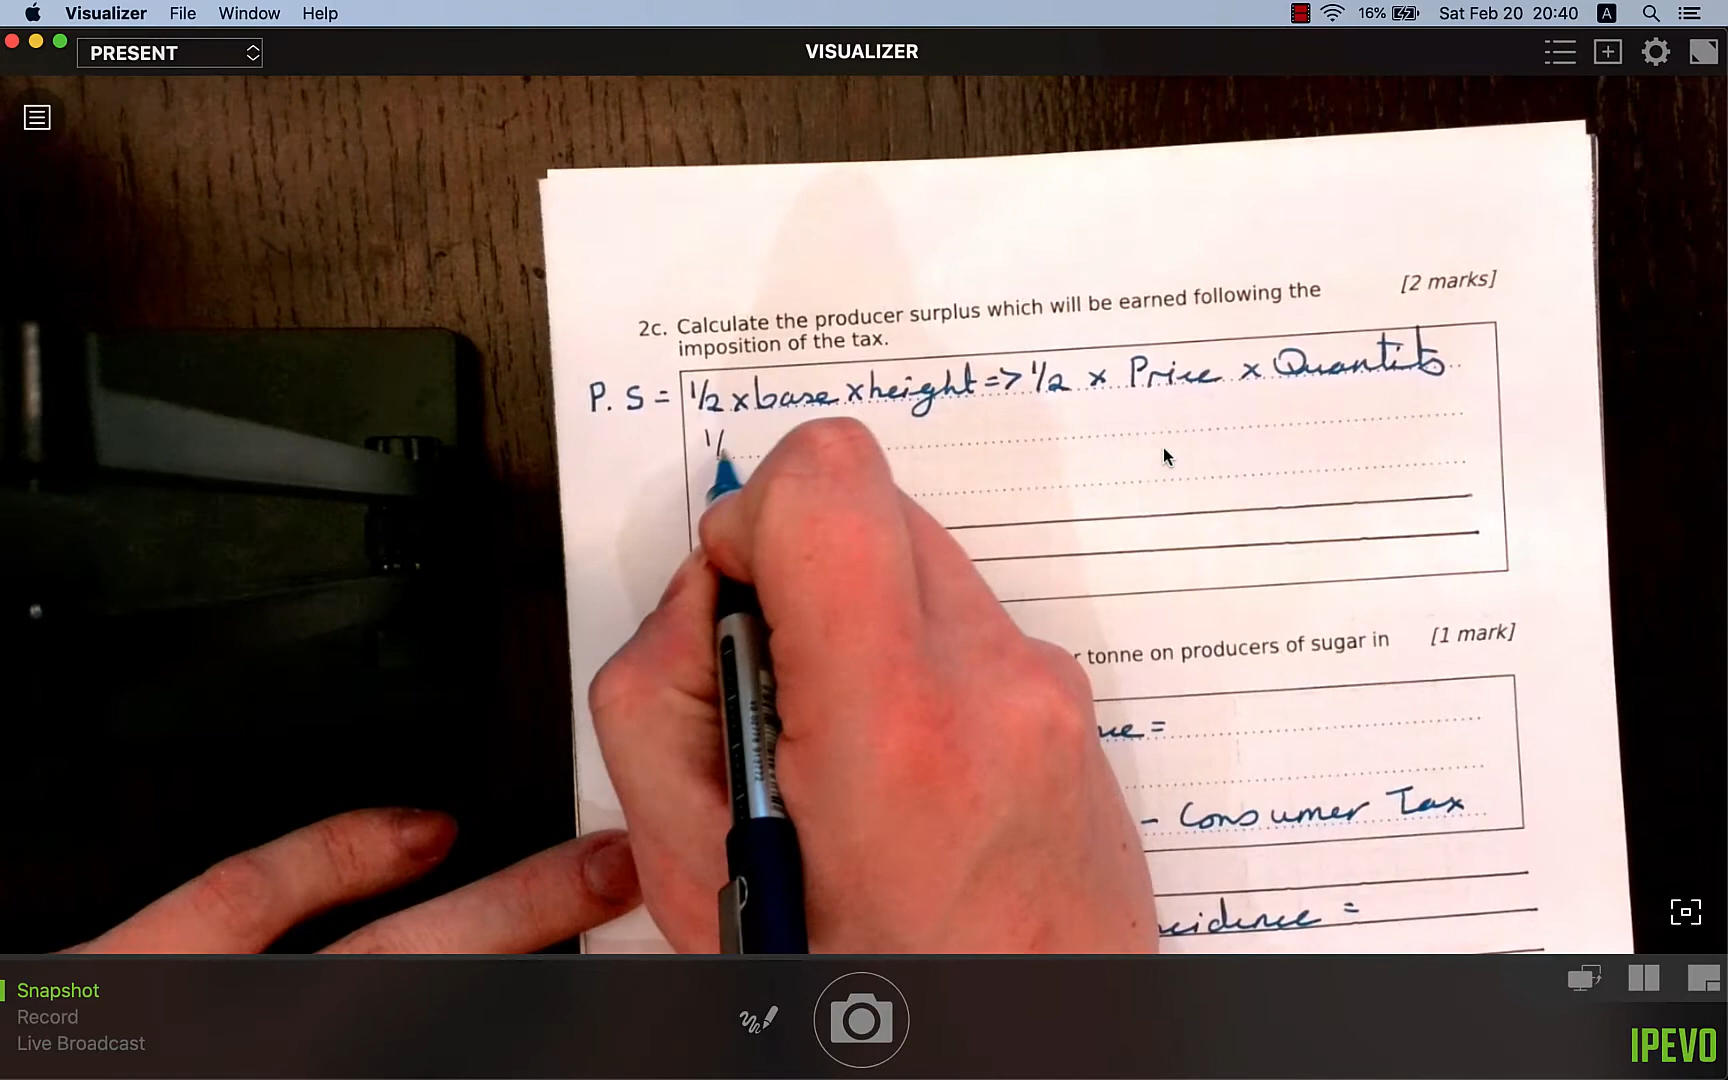 Visualizer File Window Help 16% Sat Feb 20 20:40 A
PRESENT VISUALIZER
[2 marks]
2c. Calculate the producer surplus which will be earned following the
imposition of the tax.
P. S = 1/2 x base x height => 1/2 x Price x Quantity
1/
r tonne on producers of sugar in [1 mark]
ue =
- Consumer Tax
cidence =
Snapshot
Record
Live Broadcast
IPEVO